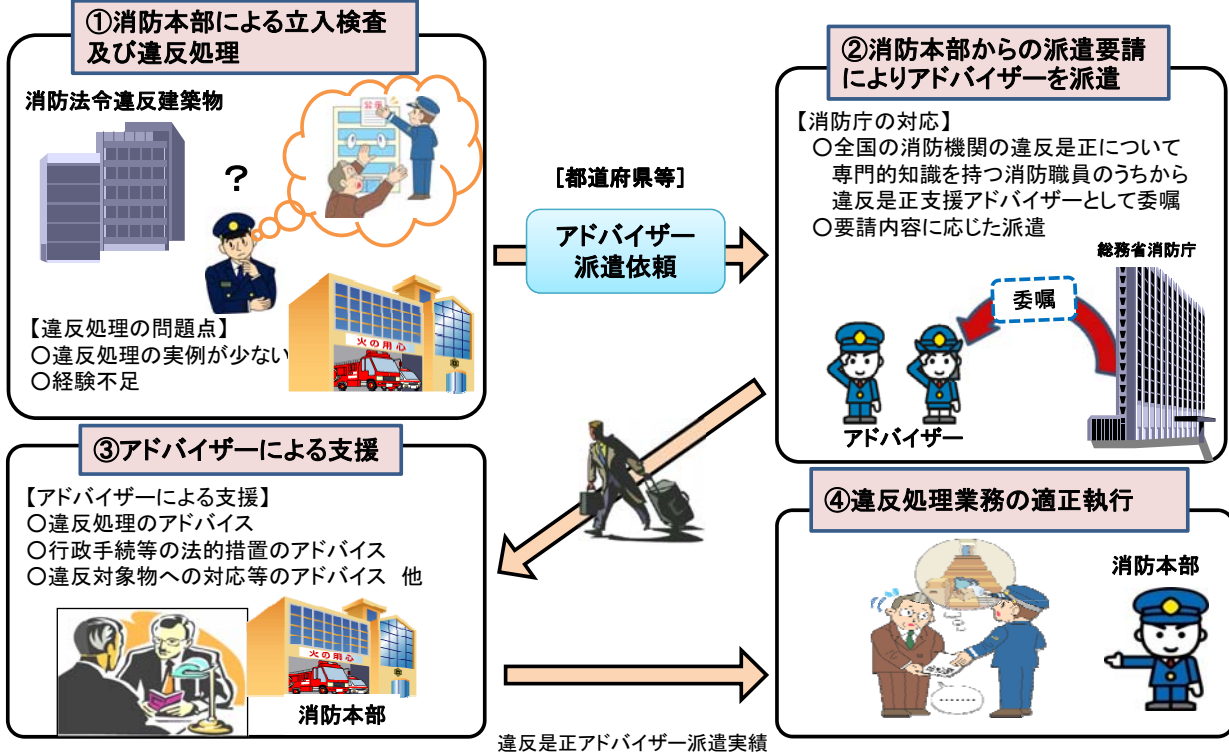 ①消防本部による立入検査
及び違反処理
消防法令違反建築物
公示
?
火の用心
【違反処理の問題点】
〇違反処理の実例が少ない
〇経験不足
[都道府県等]
アドバイザー
派遣依頼
②消防本部からの派遣要請
によりアドバイザーを派遣
【消防庁の対応】
〇全国の消防機関の違反是正について
専門的知識を持つ消防職員のうちから
違反是正支援アドバイザーとして委嘱
〇要請内容に応じた派遣
総務省消防庁
委嘱
アドバイザー
③アドバイザーによる支援
【アドバイザーによる支援】
〇違反処理のアドバイス
〇行政手続等の法的措置のアドバイス
〇違反対象物への対応等のアドバイス 他
火の用心
消防本部
④違反処理業務の適正執行
消防本部
........
違反是正アドバイザー派遣実績